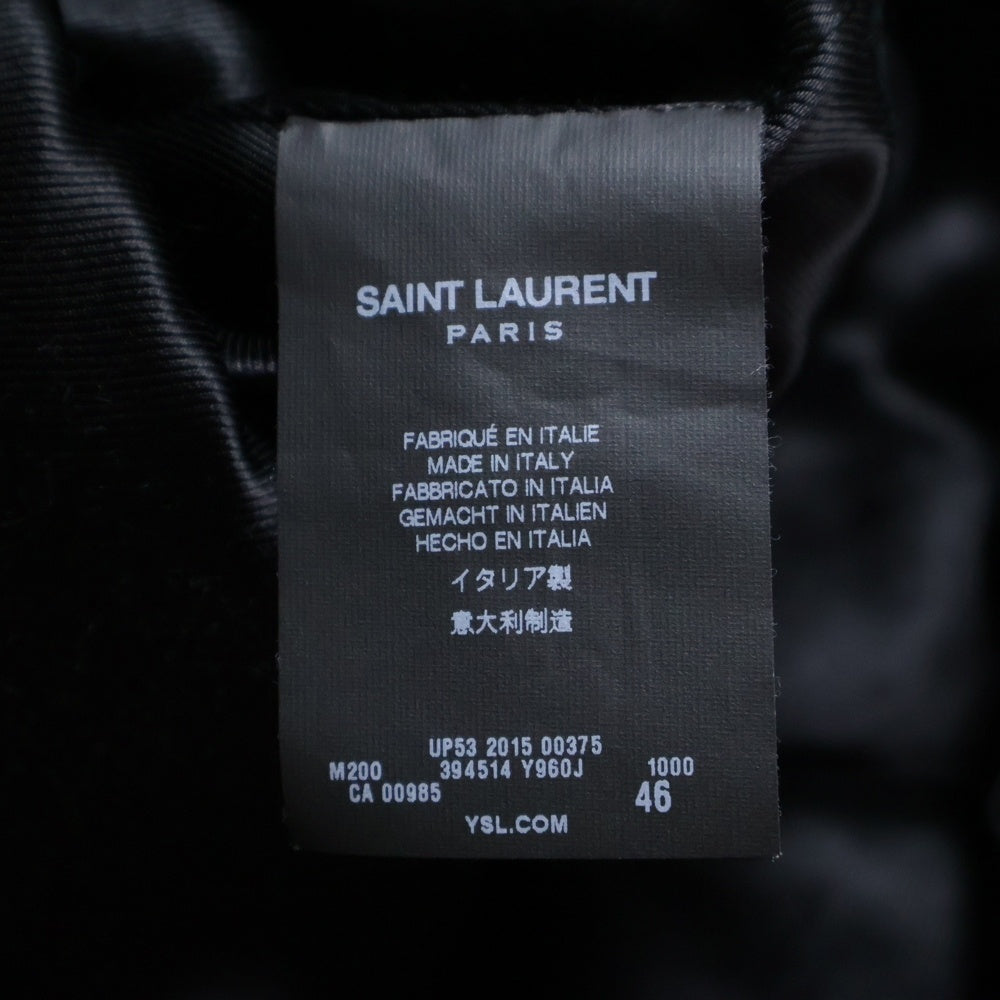 SAINT LAURENT
PARIS
FABRIQUÉ EN ITALIE
MADE IN ITALY
FABBRICATO IN ITALIA
GEMACHT IN ITALIEN
HECHO EN ITALIA
イタリア製
意大利制造
UP53 2015 00375
M200 394514 Y960J 1000
CA 00985 46
YSL.COM